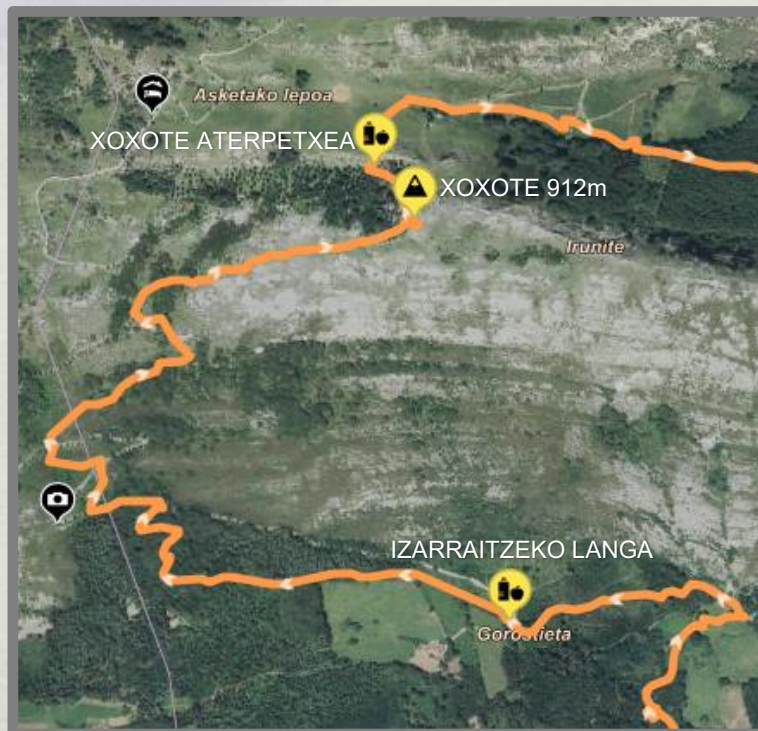 Asketako lepoa
XOXOTE ATERPETXEA
XOXOTE 912m
Irunite
IZARRAITZEKO LANGA
Gorostieta